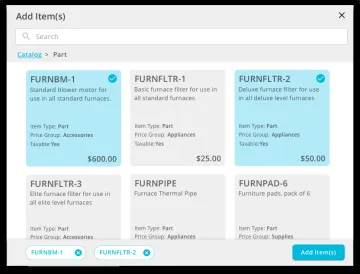 Add Item(s)
Search
Catalog > Part
FURNBM-1
Standard blower motor for
use in all standard furnaces.
Item Type: Part
Price Group: Accessories
Taxable:Yes
$600.00
FURNFLTR-1
Basic furnace filter for use
in all standard furnaces
Item Type: Part
Price Group: Appliances
Taxable:Yes
$25.00
FURNFLTR-2
Deluxe furnace filter for use
in all deluxe level furnaces
Item Type: Part
Price Group: Appliances
Taxable:Yes
$50.00
FURNFLTR-3
Elite furnace filter for use in
all elite level furnaces
Item Type: Part
Price Group: Accessories
FURNPIPE
Furnace Thermal Pipe
Item Type: Part
Price Group: Appliances
FURNPAD-6
Furniture pads, pack of 6
Item Type: Part
Price Group: Supplies
FURNBM-1
FURNFLTR-2
Add Item(s)